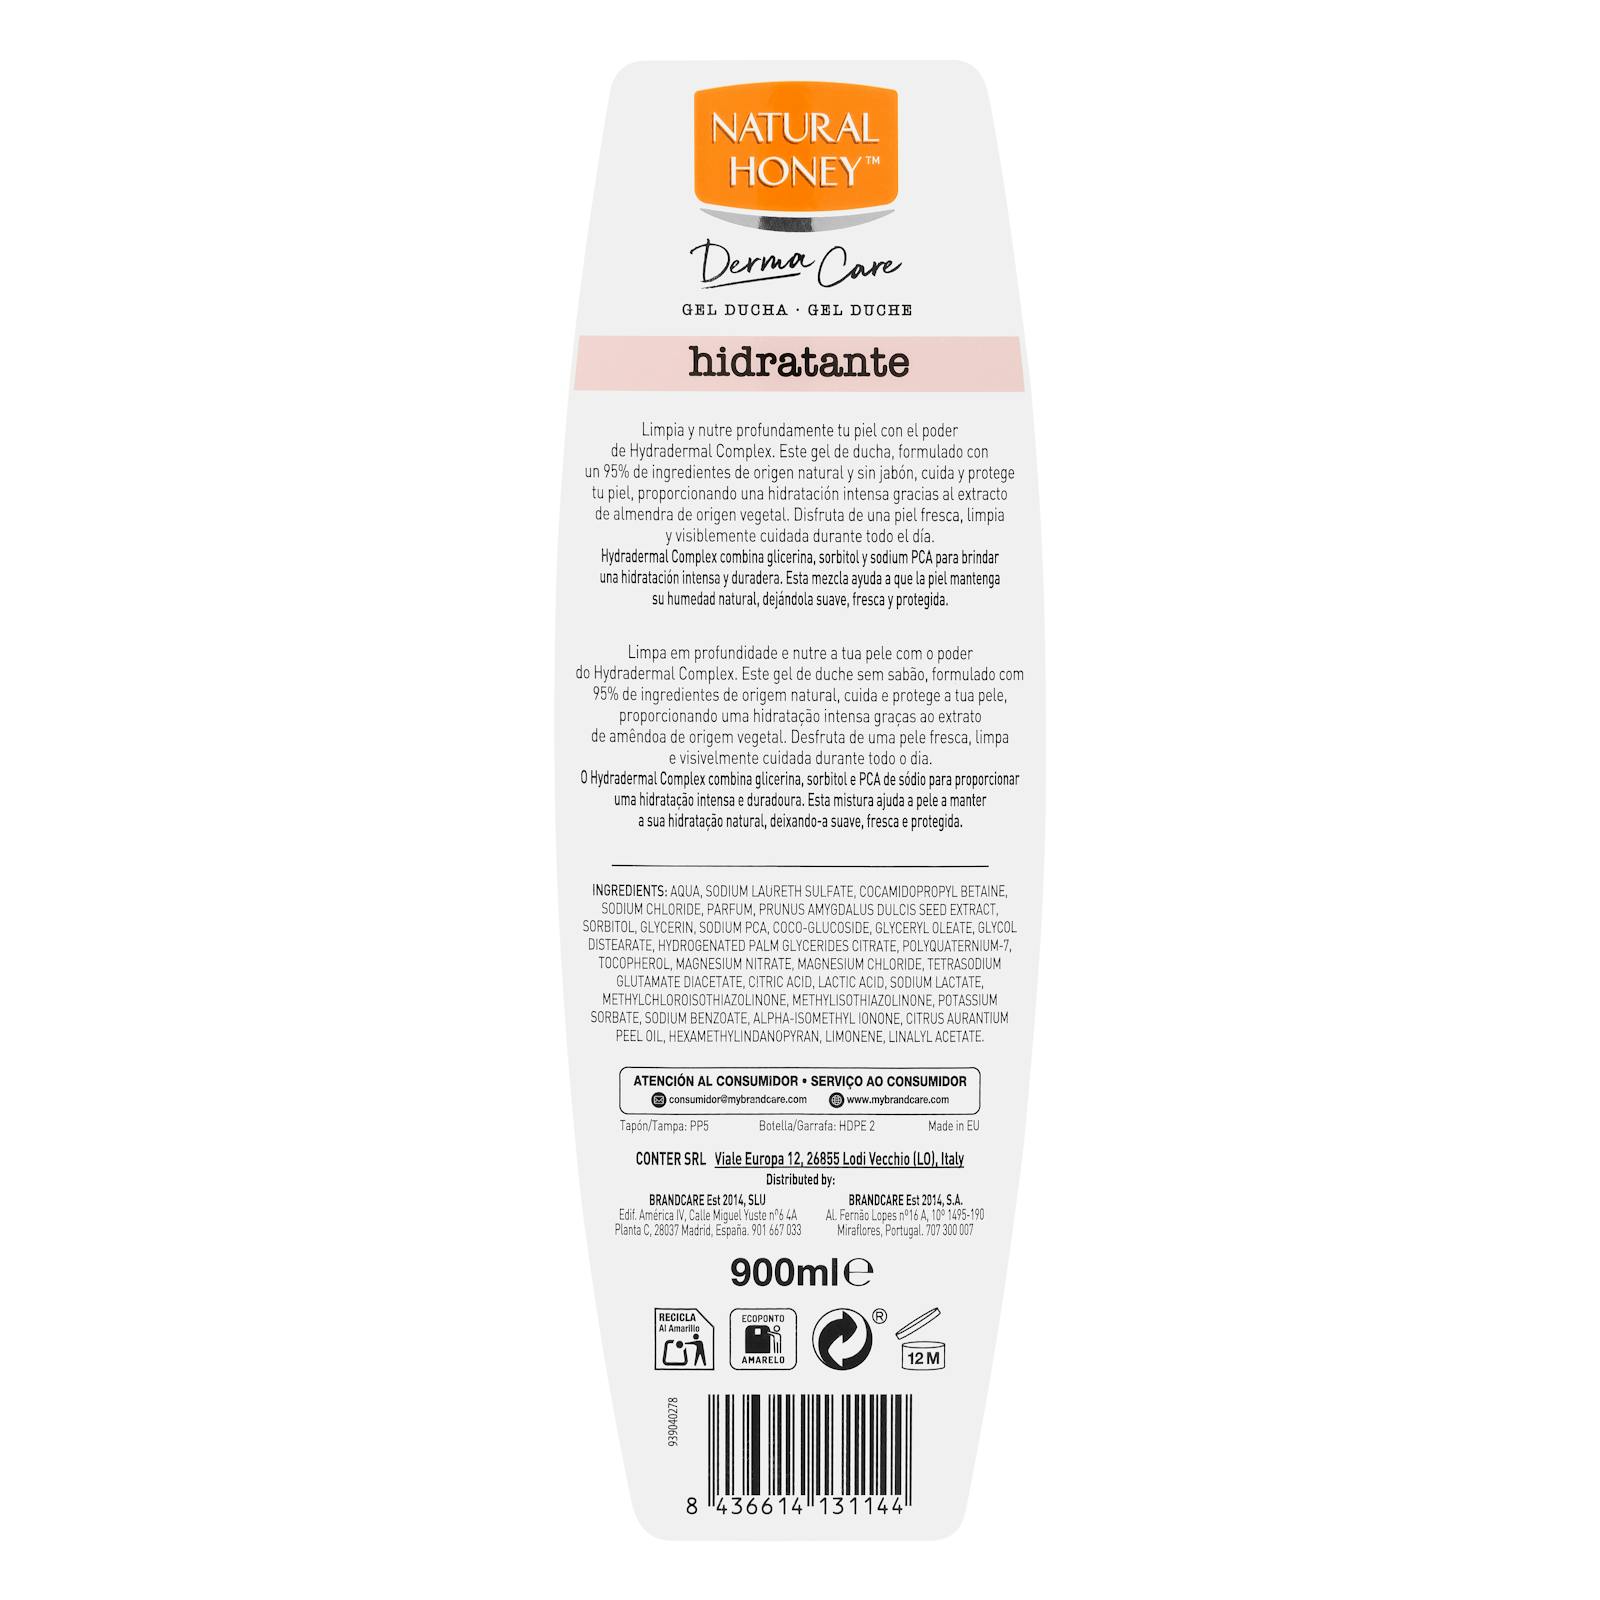 NATURAL
HONEY™
Derma Care
GEL DUCHA · GEL DUCHE
hidratante
Limpia y nutre profundamente tu piel con el poder
de Hydradermal Complex. Este gel de ducha, formulado con
un 95% de ingredientes de origen natural y sin jabón, cuida y protege
tu piel, proporcionando una hidratación intensa gracias al extracto
de almendra de origen vegetal. Disfruta de una piel fresca, limpia
y visiblemente cuidada durante todo el día.
Hydradermal Complex combina glicerina, sorbitol y sodium PCA para brindar
una hidratación intensa y duradera. Esta mezcla ayuda a que la piel mantenga
su humedad natural, dejándola suave, fresca y protegida.
Limpa em profundidade e nutre a tua pele com o poder
do Hydradermal Complex. Este gel de duche sem sabão, formulado com
95% de ingredientes de origem natural, cuida e protege a tua pele,
proporcionando uma hidratação intensa graças ao extrato
de amêndoa de origem vegetal. Desfruta de uma pele fresca, limpa
e visivelmente cuidada durante todo o dia.
O Hydradermal Complex combina glicerina, sorbitol e PCA de sódio para proporcionar
uma hidratação intensa e duradoura. Esta mistura ajuda a pele a manter
a sua hidratação natural, deixando-a suave, fresca e protegida.
INGREDIENTS: AQUA, SODIUM LAURETH SULFATE, COCAMIDOPROPYL BETAINE,
SODIUM CHLORIDE, PARFUM, PRUNUS AMYGDALUS DULCIS SEED EXTRACT,
SORBITOL, GLYCERIN, SODIUM PCA, COCO-GLUCOSIDE, GLYCERYL OLEATE, GLYCOL
DISTEARATE, HYDROGENATED PALM GLYCERIDES CITRATE, POLYQUATERNIUM-7,
TOCOPHEROL, MAGNESIUM NITRATE, MAGNESIUM CHLORIDE, TETRASODIUM
GLUTAMATE DIACETATE, CITRIC ACID, LACTIC ACID, SODIUM LACTATE,
METHYLCHLOROISOTHIAZOLINONE, METHYLISOTHIAZOLINONE, POTASSIUM
SORBATE, SODIUM BENZOATE, ALPHA-ISOMETHYL IONONE, CITRUS AURANTIUM
PEEL OIL, HEXAMETHYLINDANOPYRAN, LIMONENE, LINALYL ACETATE.
ATENCIÓN AL CONSUMIDOR • SERVIÇO AO CONSUMIDOR
consumidor@mybrandcare.com www.mybrandcare.com
Tapón/Tampa: PP5 Botella/Garrafa: HDPE 2 Made in EU
CONTER SRL Viale Europa 12, 26855 Lodi Vecchio (LO), Italy
Distributed by:
BRANDCARE Est 2014, SLU
Edif. América IV, Calle Miguel Yuste nº6 4A
Planta C, 28037 Madrid, España. 901 667 033
BRANDCARE Est 2014, S.A.
Al. Fernão Lopes nº16 A, 10º 1495-190
Miraflores, Portugal. 707 300 007
900ml℮
RECICLA
Al Amarillo
ECOPONTO
AMARELO
®
12 M
939040278
8 436614 131144